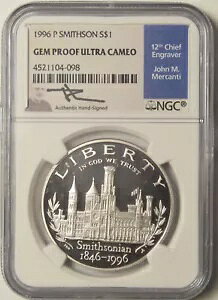 1996 P SMITHSON S$1
GEM PROOF ULTRA CAMEO
4521104-098
Authentic Hand-Signed
12th Chief
Engraver
John M.
Mercanti
NGC
LIBERTY
IN GOD WE TRUST
Smithsonian
1846-1996